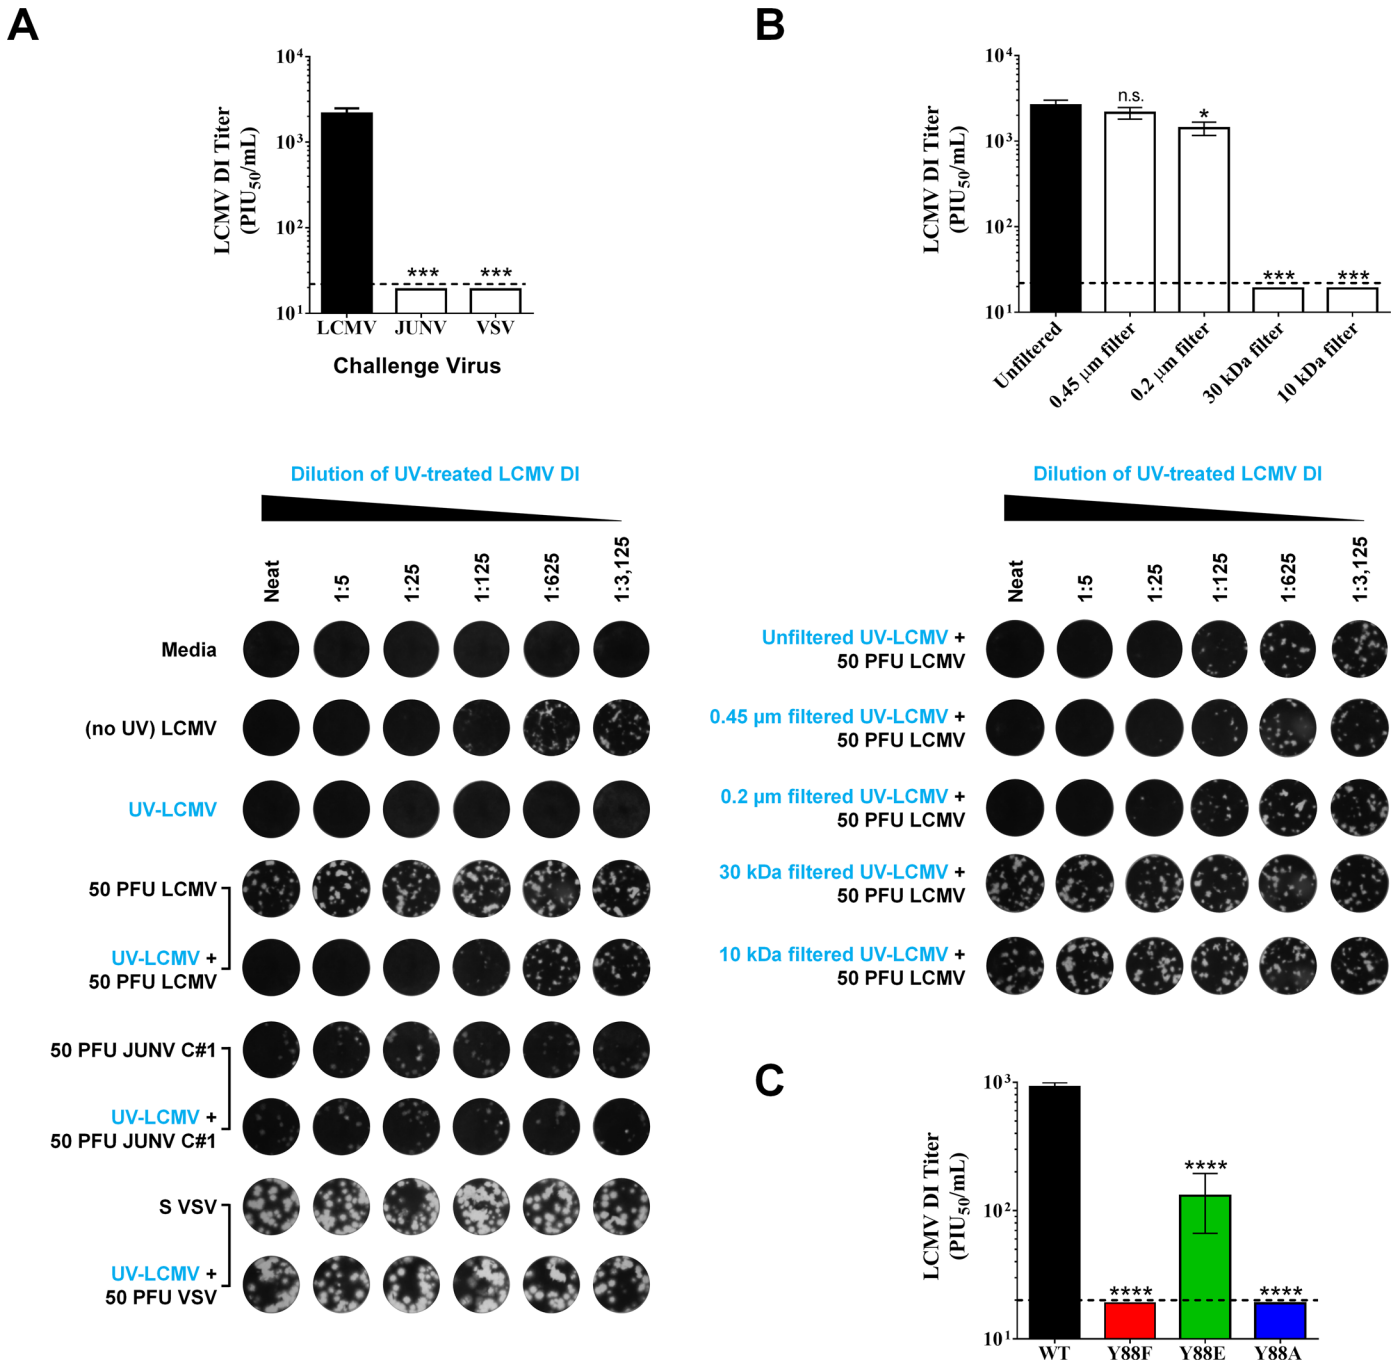 A
10⁴
10³
10²
10¹
LCMV DI Titer
(PIU₅₀/mL)
***
***
LCMV JUNV VSV
Challenge Virus
Dilution of UV-treated LCMV DI
Neat 1:5 1:25 1:125 1:625 1:3,125
Media
(no UV) LCMV
UV-LCMV
50 PFU LCMV
UV-LCMV +
50 PFU LCMV
50 PFU JUNV C#1
UV-LCMV +
50 PFU JUNV C#1
S VSV
UV-LCMV +
50 PFU VSV
B
10⁴
10³
10²
10¹
LCMV DI Titer
(PIU₅₀/mL)
n.s.
*
***
***
Unfiltered
0.45 µm filter
0.2 µm filter
30 kDa filter
10 kDa filter
Dilution of UV-treated LCMV DI
Neat 1:5 1:25 1:125 1:625 1:3,125
Unfiltered UV-LCMV +
50 PFU LCMV
0.45 µm filtered UV-LCMV +
50 PFU LCMV
0.2 µm filtered UV-LCMV +
50 PFU LCMV
30 kDa filtered UV-LCMV +
50 PFU LCMV
10 kDa filtered UV-LCMV +
50 PFU LCMV
C
10³
10²
10¹
LCMV DI Titer
(PIU₅₀/mL)
****
****
****
WT Y88F Y88E Y88A